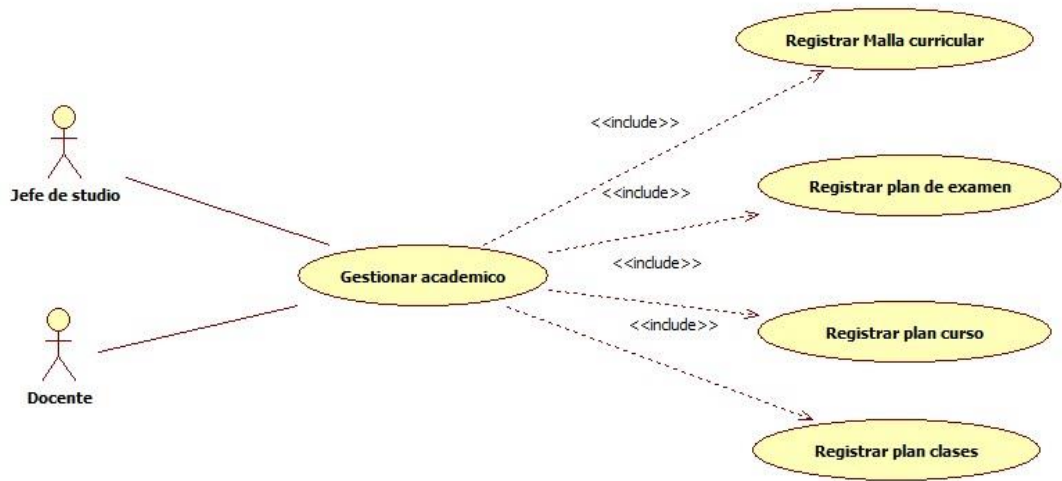 Registrar Malla curricular
<<include>>
Jefe de studio
<<include>>
Registrar plan de examen
Gestionar academico
<<include>>
<<include>>
Registrar plan curso
Docente
Registrar plan clases